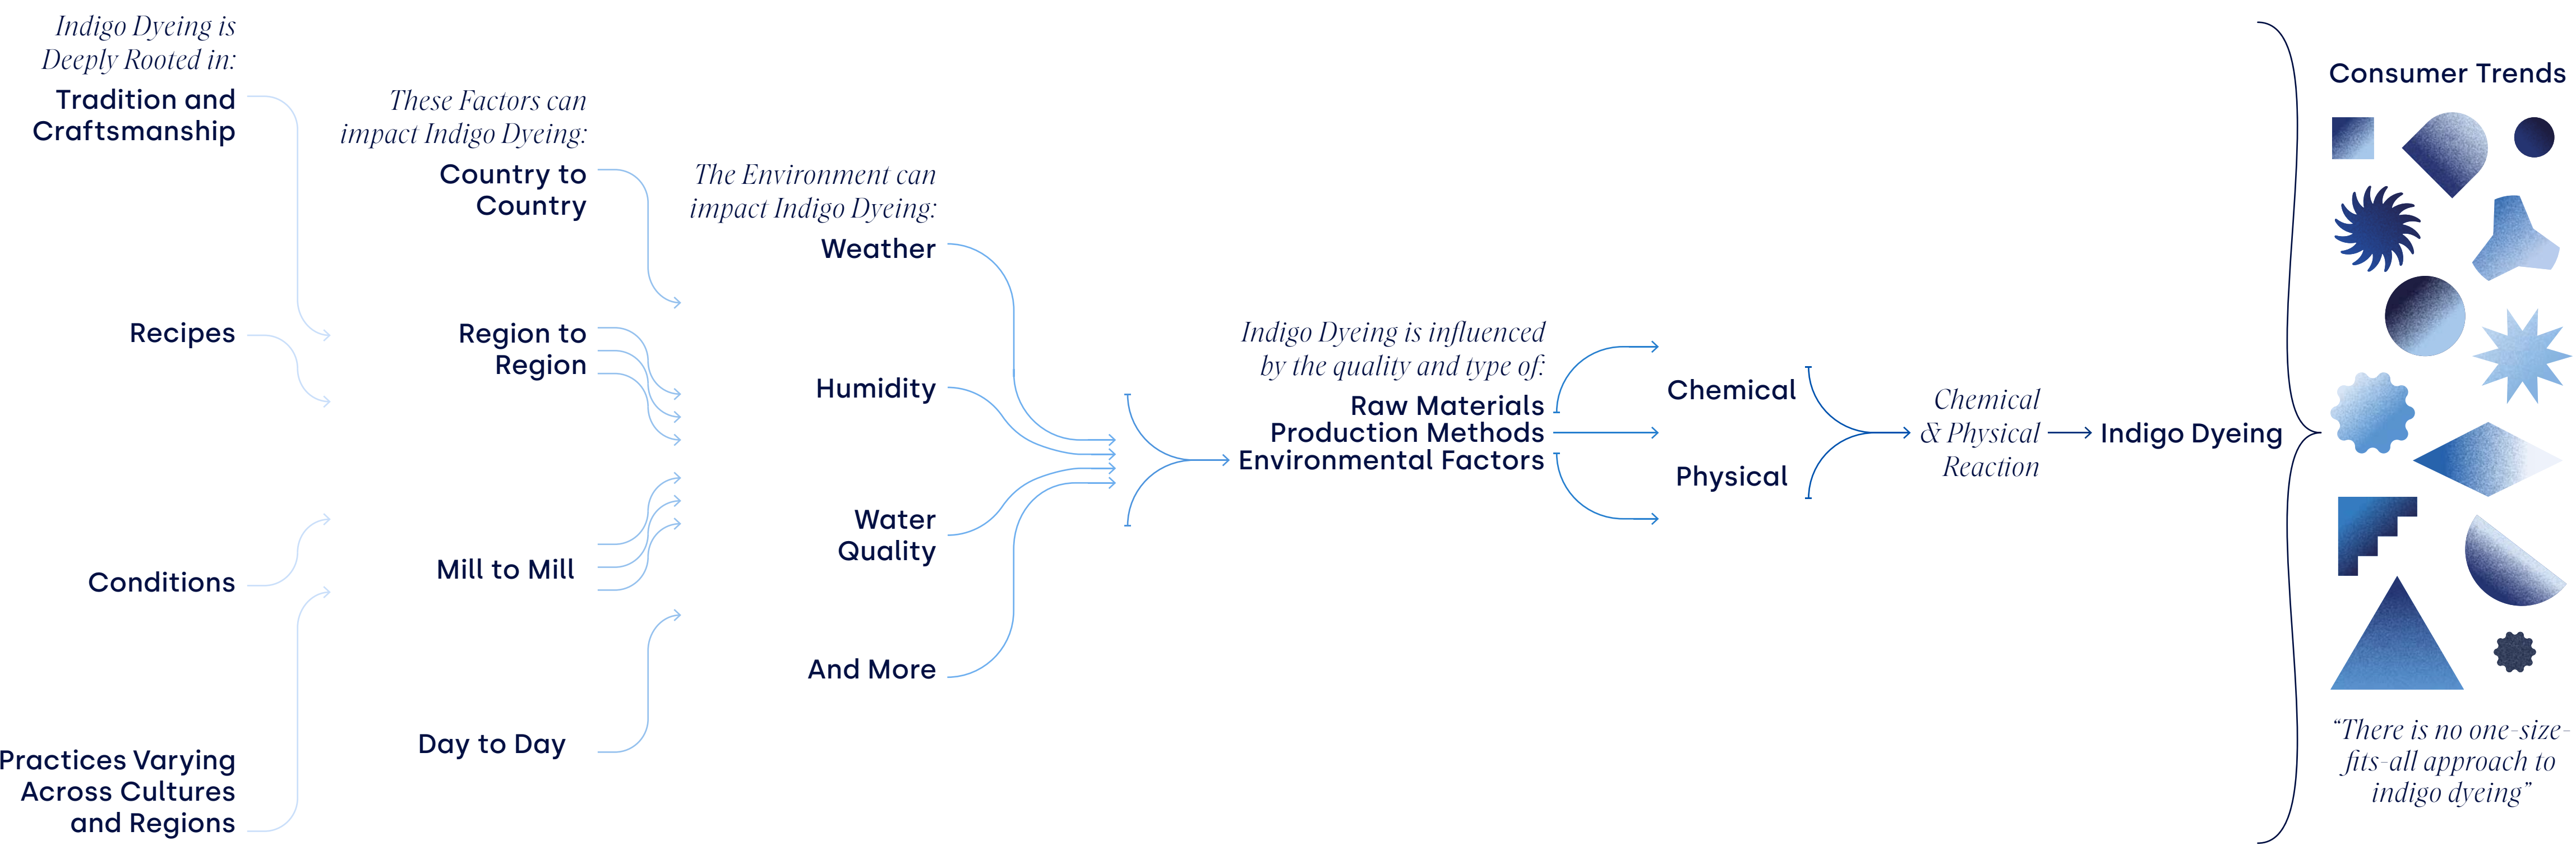 Indigo Dyeing is
Deeply Rooted in:
Tradition and
Craftsmanship
Recipes
Conditions
Practices Varying
Across Cultures
and Regions
These Factors can
impact Indigo Dyeing:
Country to
Country
Region to
Region
Mill to Mill
Day to Day
The Environment can
impact Indigo Dyeing:
Weather
Humidity
Water
Quality
And More
Indigo Dyeing is influenced
by the quality and type of:
Raw Materials
Production Methods
Environmental Factors
Chemical
Physical
Chemical
& Physical
Reaction
Indigo Dyeing
Consumer Trends
“There is no one-size-
fits-all approach to
indigo dyeing”